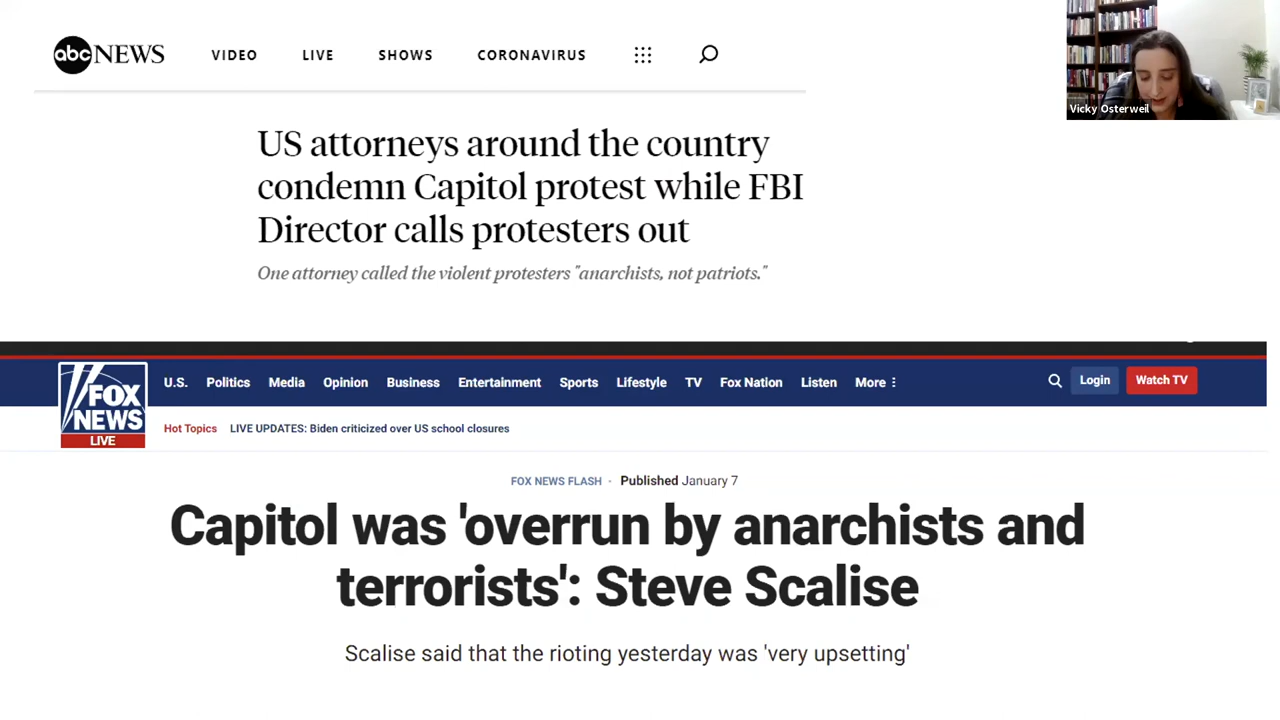 abc NEWS VIDEO LIVE SHOWS CORONAVIRUS
Vicky Osterweil
US attorneys around the country
condemn Capitol protest while FBI
Director calls protesters out
One attorney called the violent protesters "anarchists, not patriots."
FOX NEWS LIVE
U.S. Politics Media Opinion Business Entertainment Sports Lifestyle TV Fox Nation Listen More Login Watch TV
Hot Topics LIVE UPDATES: Biden criticized over US school closures
FOX NEWS FLASH · Published January 7
Capitol was 'overrun by anarchists and
terrorists': Steve Scalise
Scalise said that the rioting yesterday was 'very upsetting'